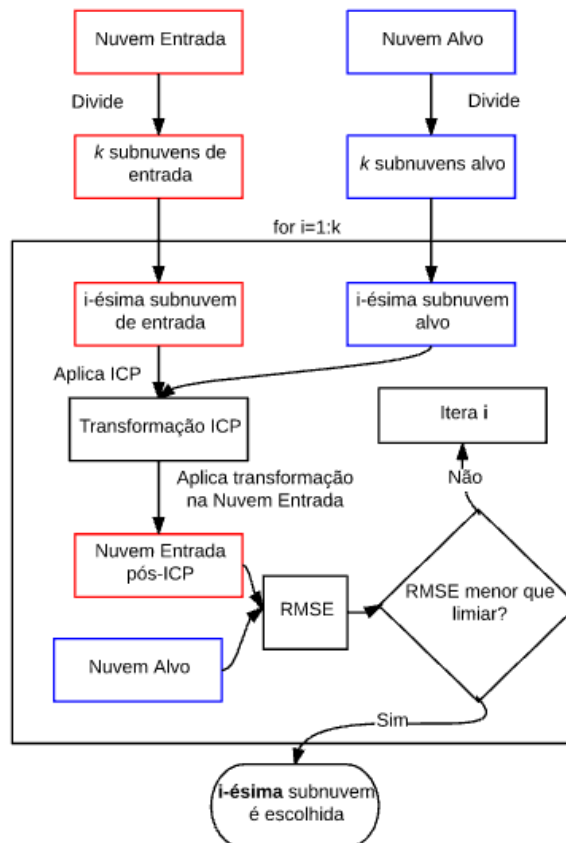 Nuvem Entrada
Nuvem Alvo
Divide
Divide
k subnuvens de
entrada
k subnuvens alvo
for i=1:k
i-ésima subnuvem
de entrada
i-ésima subnuvem
alvo
Aplica ICP
Transformação ICP
Itera i
Aplica transformação
na Nuvem Entrada
Não
Nuvem Entrada
pós-ICP
RMSE
RMSE menor que
limiar?
Nuvem Alvo
Sim
i-ésima subnuvem
é escolhida